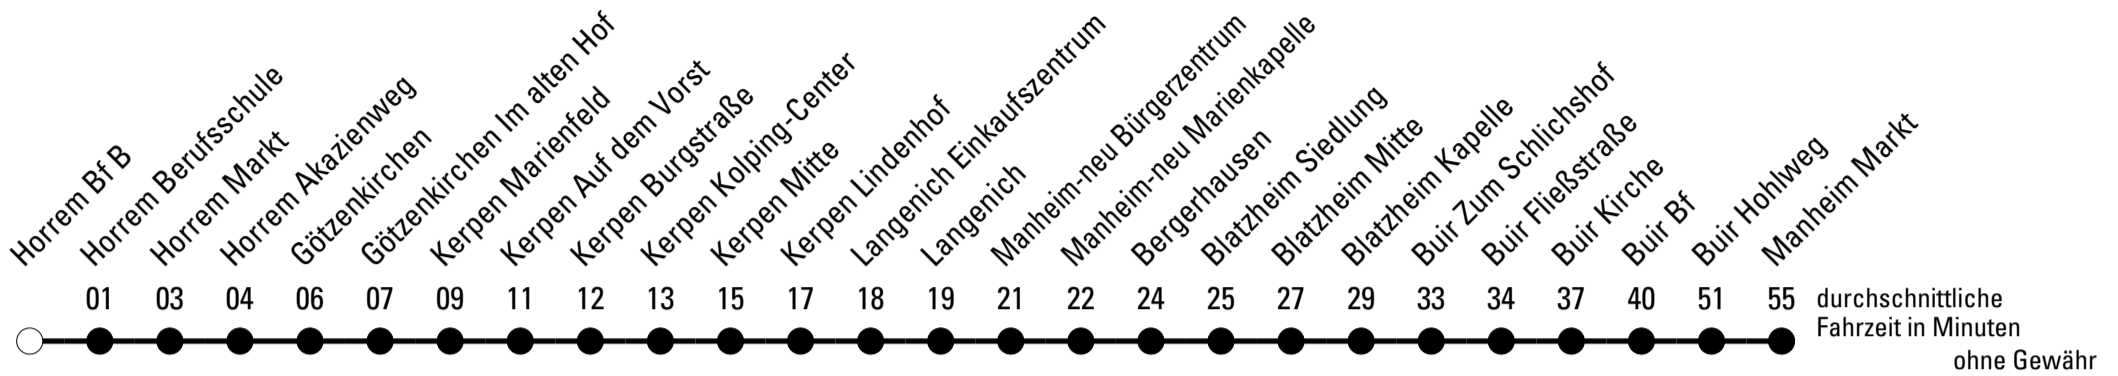 Horrem Bf B
Horrem Berufsschule
Horrem Markt
Horrem Akazienweg
Götzenkirchen
Götzenkirchen Im alten Hof
Kerpen Marienfeld
Kerpen Auf dem Vorst
Kerpen Burgstraße
Kerpen Kolping-Center
Kerpen Mitte
Kerpen Lindenhof
Langenich Einkaufszentrum
Langenich
Manheim-neu Bürgerzentrum
Manheim-neu Marienkapelle
Bergerhausen
Blatzheim Siedlung
Blatzheim Mitte
Blatzheim Kapelle
Buir Zum Schlichshof
Buir Fließstraße
Buir Kirche
Buir Bf
Buir Hohlweg
Manheim Markt
01 03 04 06 07 09 11 12 13 15 17 18 19 21 22 24 25 27 29 33 34 37 40 51 55
durchschnittliche
Fahrzeit in Minuten
ohne Gewähr